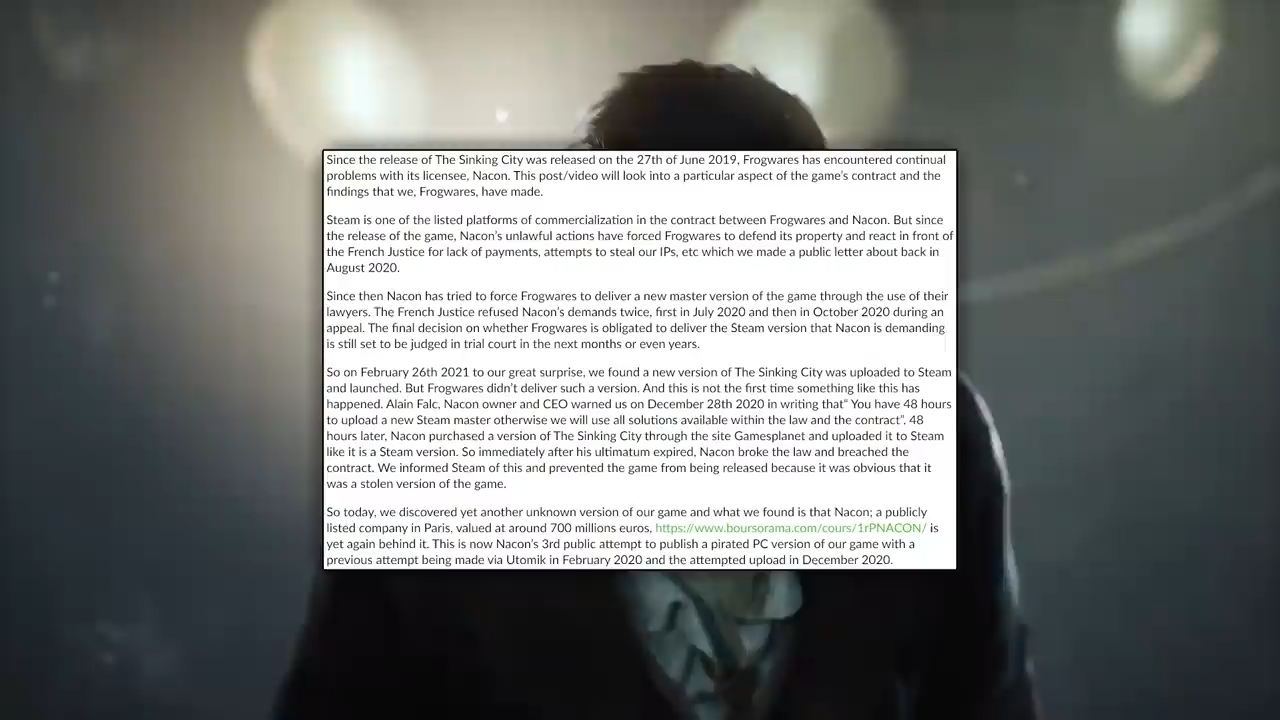 Since the release of The Sinking City was released on the 27th of June 2019, Frogwares has encountered continual
problems with its licensee, Nacon. This post/video will look into a particular aspect of the game's contract and the
findings that we, Frogwares, have made.
Steam is one of the listed platforms of commercialization in the contract between Frogwares and Nacon. But since
the release of the game, Nacon's unlawful actions have forced Frogwares to defend its property and react in front of
the French Justice for lack of payments, attempts to steal our IPs, etc which we made a public letter about back in
August 2020.
Since then Nacon has tried to force Frogwares to deliver a new master version of the game through the use of their
lawyers. The French Justice refused Nacon's demands twice, first in July 2020 and then in October 2020 during an
appeal. The final decision on whether Frogwares is obligated to deliver the Steam version that Nacon is demanding
is still set to be judged in trial court in the next months or even years.
So on February 26th 2021 to our great surprise, we found a new version of The Sinking City was uploaded to Steam
and launched. But Frogwares didn't deliver such a version. And this is not the first time something like this has
happened. Alain Falc, Nacon owner and CEO warned us on December 28th 2020 in writing that“ You have 48 hours
to upload a new Steam master otherwise we will use all solutions available within the law and the contract”. 48
hours later, Nacon purchased a version of The Sinking City through the site Gamesplanet and uploaded it to Steam
like it is a Steam version. So immediately after his ultimatum expired, Nacon broke the law and breached the
contract. We informed Steam of this and prevented the game from being released because it was obvious that it
was a stolen version of the game.
So today, we discovered yet another unknown version of our game and what we found is that Nacon; a publicly
listed company in Paris, valued at around 700 millions euros, https://www.boursorama.com/cours/1rPNACON/ is
yet again behind it. This is now Nacon's 3rd public attempt to publish a pirated PC version of our game with a
previous attempt being made via Utomik in February 2020 and the attempted upload in December 2020.